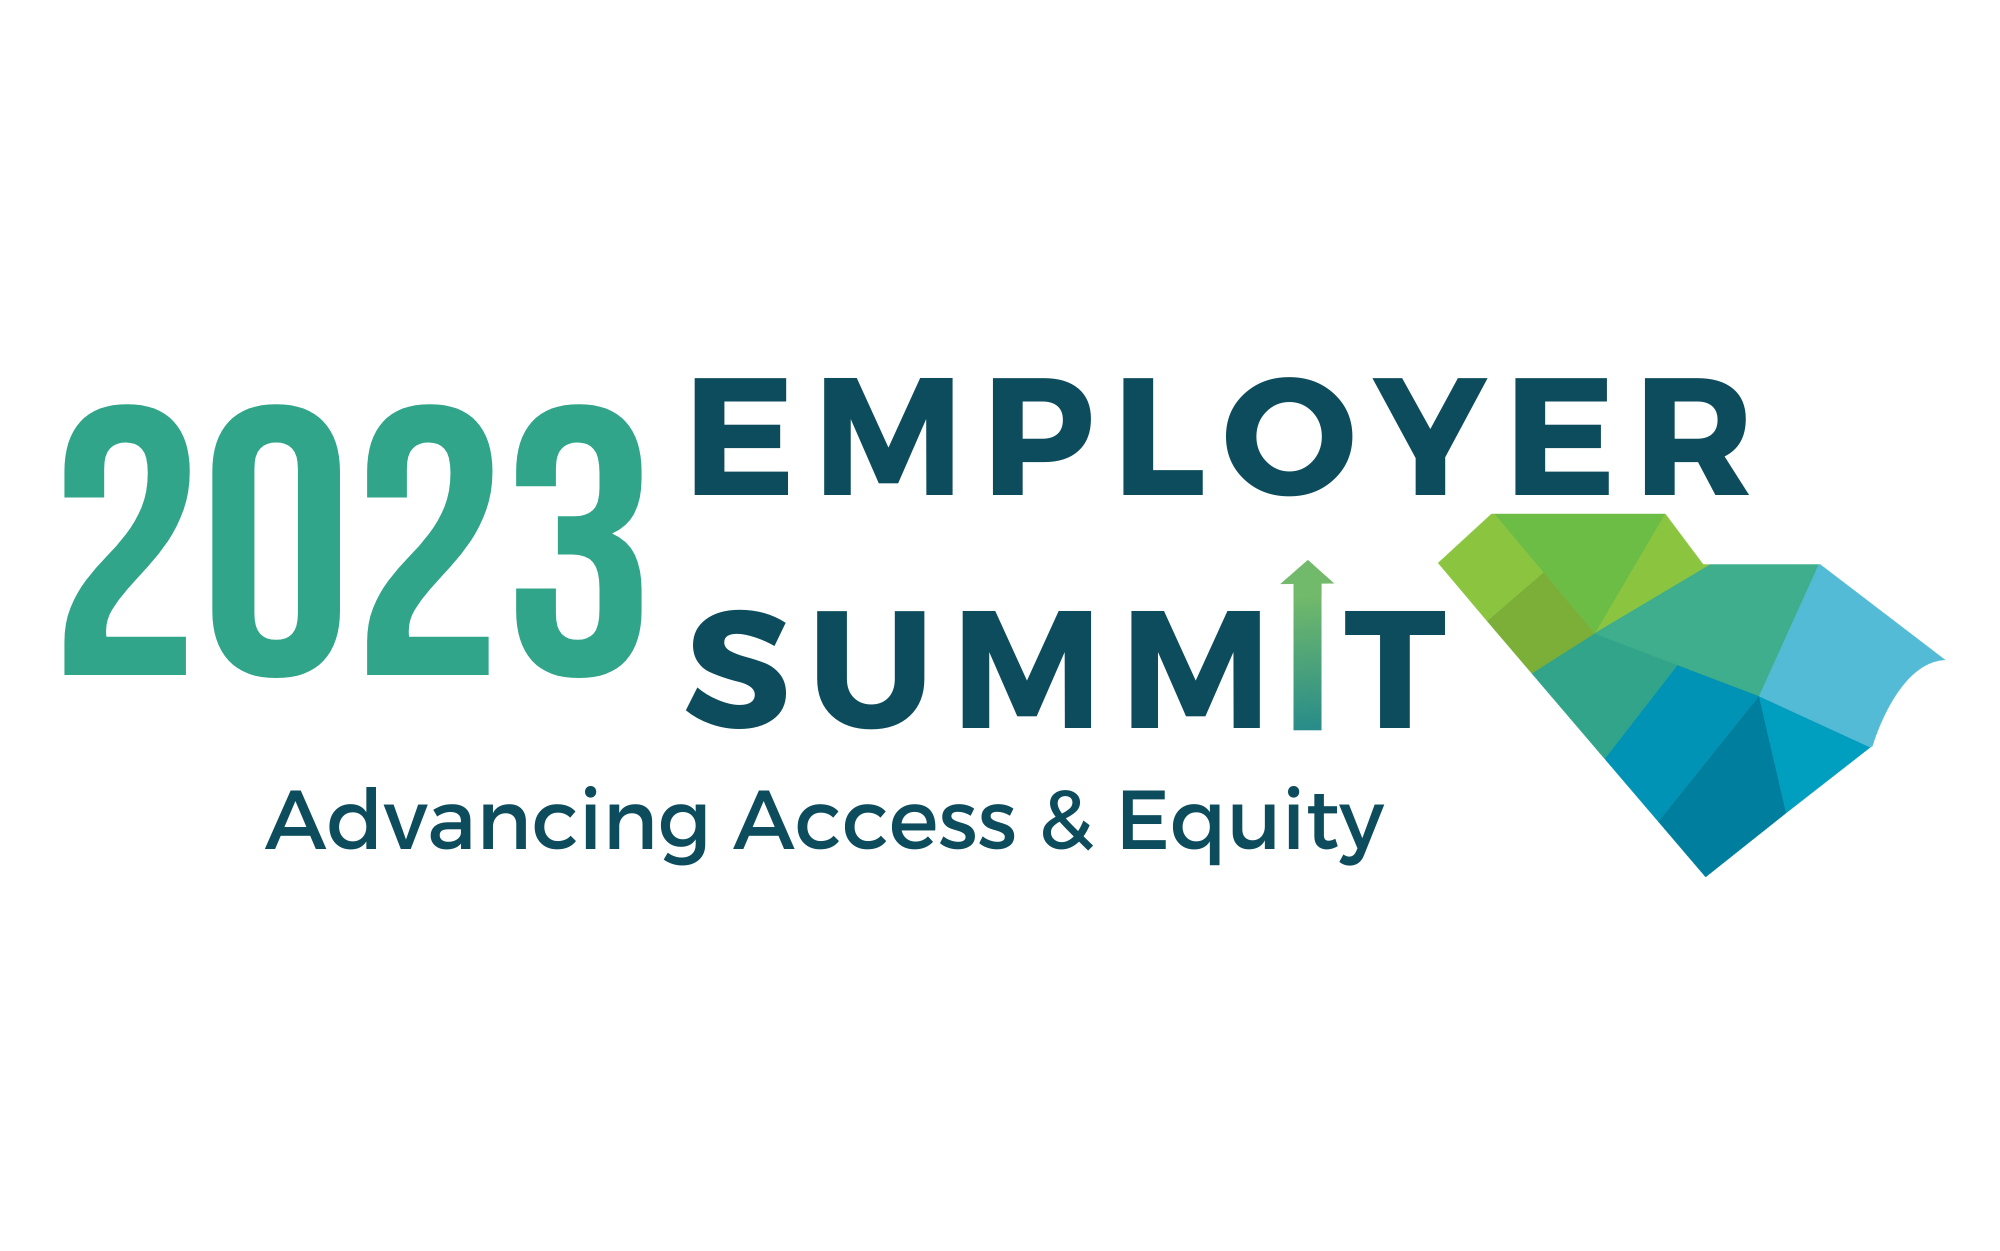 2023
EMPLOYER
SUMMIT
Advancing Access & Equity